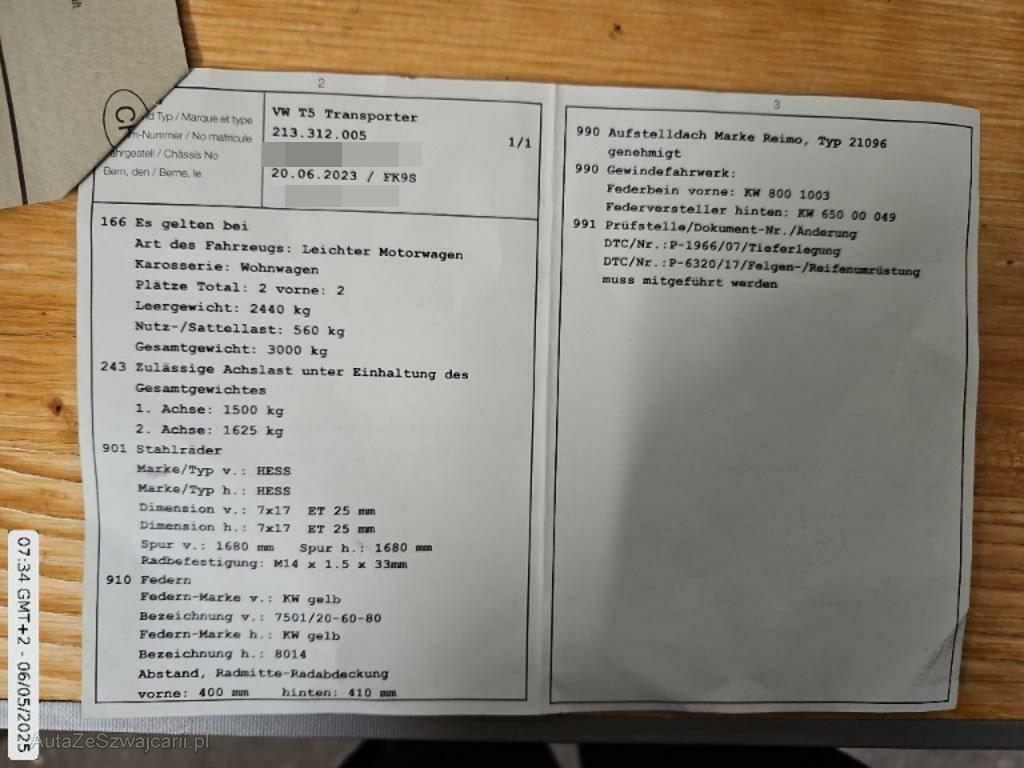 2
d Typ / Marque et type
-Nummer / No matricule
ahrgestell / Châssis No
Bern, den / Berne, le
CH
VW T5 Transporter
213.312.005
1/1
20.06.2023 / FK9S
166 Es gelten bei
Art des Fahrzeugs: Leichter Motorwagen
Karosserie: Wohnwagen
Plätze Total: 2 vorne: 2
Leergewicht: 2440 kg
Nutz-/Sattellast: 560 kg
Gesamtgewicht: 3000 kg
243 Zulässige Achslast unter Einhaltung des
Gesamtgewichtes
1. Achse: 1500 kg
2. Achse: 1625 kg
901 Stahlräder
Marke/Typ v.: HESS
Marke/Typ h.: HESS
Dimension v.: 7x17 ET 25 mm
Dimension h.: 7x17 ET 25 mm
Spur v.: 1680 mm Spur h.: 1680 mm
Radbefestigung: M14 x 1.5 x 33mm
910 Federn
Federn-Marke v.: KW gelb
Bezeichnung v.: 7501/20-60-80
Federn-Marke h.: KW gelb
Bezeichnung h.: 8014
Abstand, Radmitte-Radabdeckung
vorne: 400 mm hinten: 410 mm
3
990 Aufstelldach Marke Reimo, Typ 21096
genehmigt
990 Gewindefahrwerk:
Federbein vorne: KW 800 1003
Federversteller hinten: KW 650 00 049
991 Prüfstelle/Dokument-Nr./Änderung
DTC/Nr.:P-1966/07/Tieferlegung
DTC/Nr.:P-6320/17/Felgen-/Reifenumrüstung
muss mitgeführt werden
07:34 GMT+2 - 06/05/2025
AutaZeSzwajcarii.pl